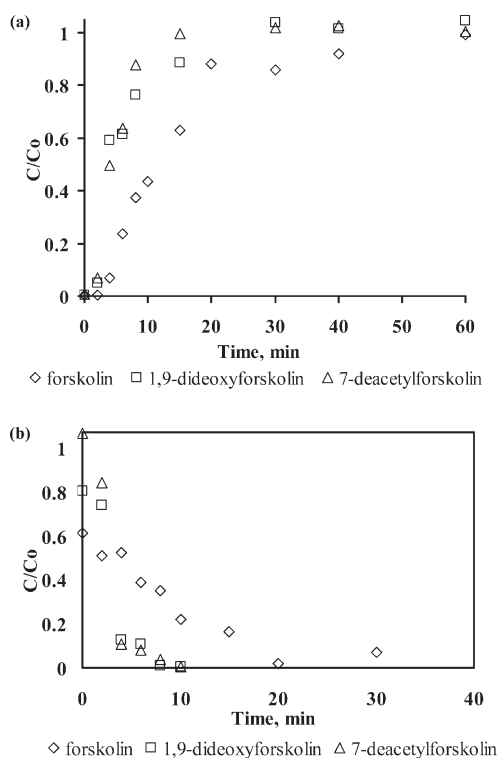 (a)
1
0.8
0.6
0.4
0.2
0
C/Co
0 10 20 30 40 50 60
Time, min
◇ forskolin □ 1,9-dideoxyforskolin △ 7-deacetylforskolin
(b)
1
0.8
0.6
0.4
0.2
0
C/Co
0 10 20 30 40
Time, min
◇ forskolin □ 1,9-dideoxyforskolin △ 7-deacetylforskolin